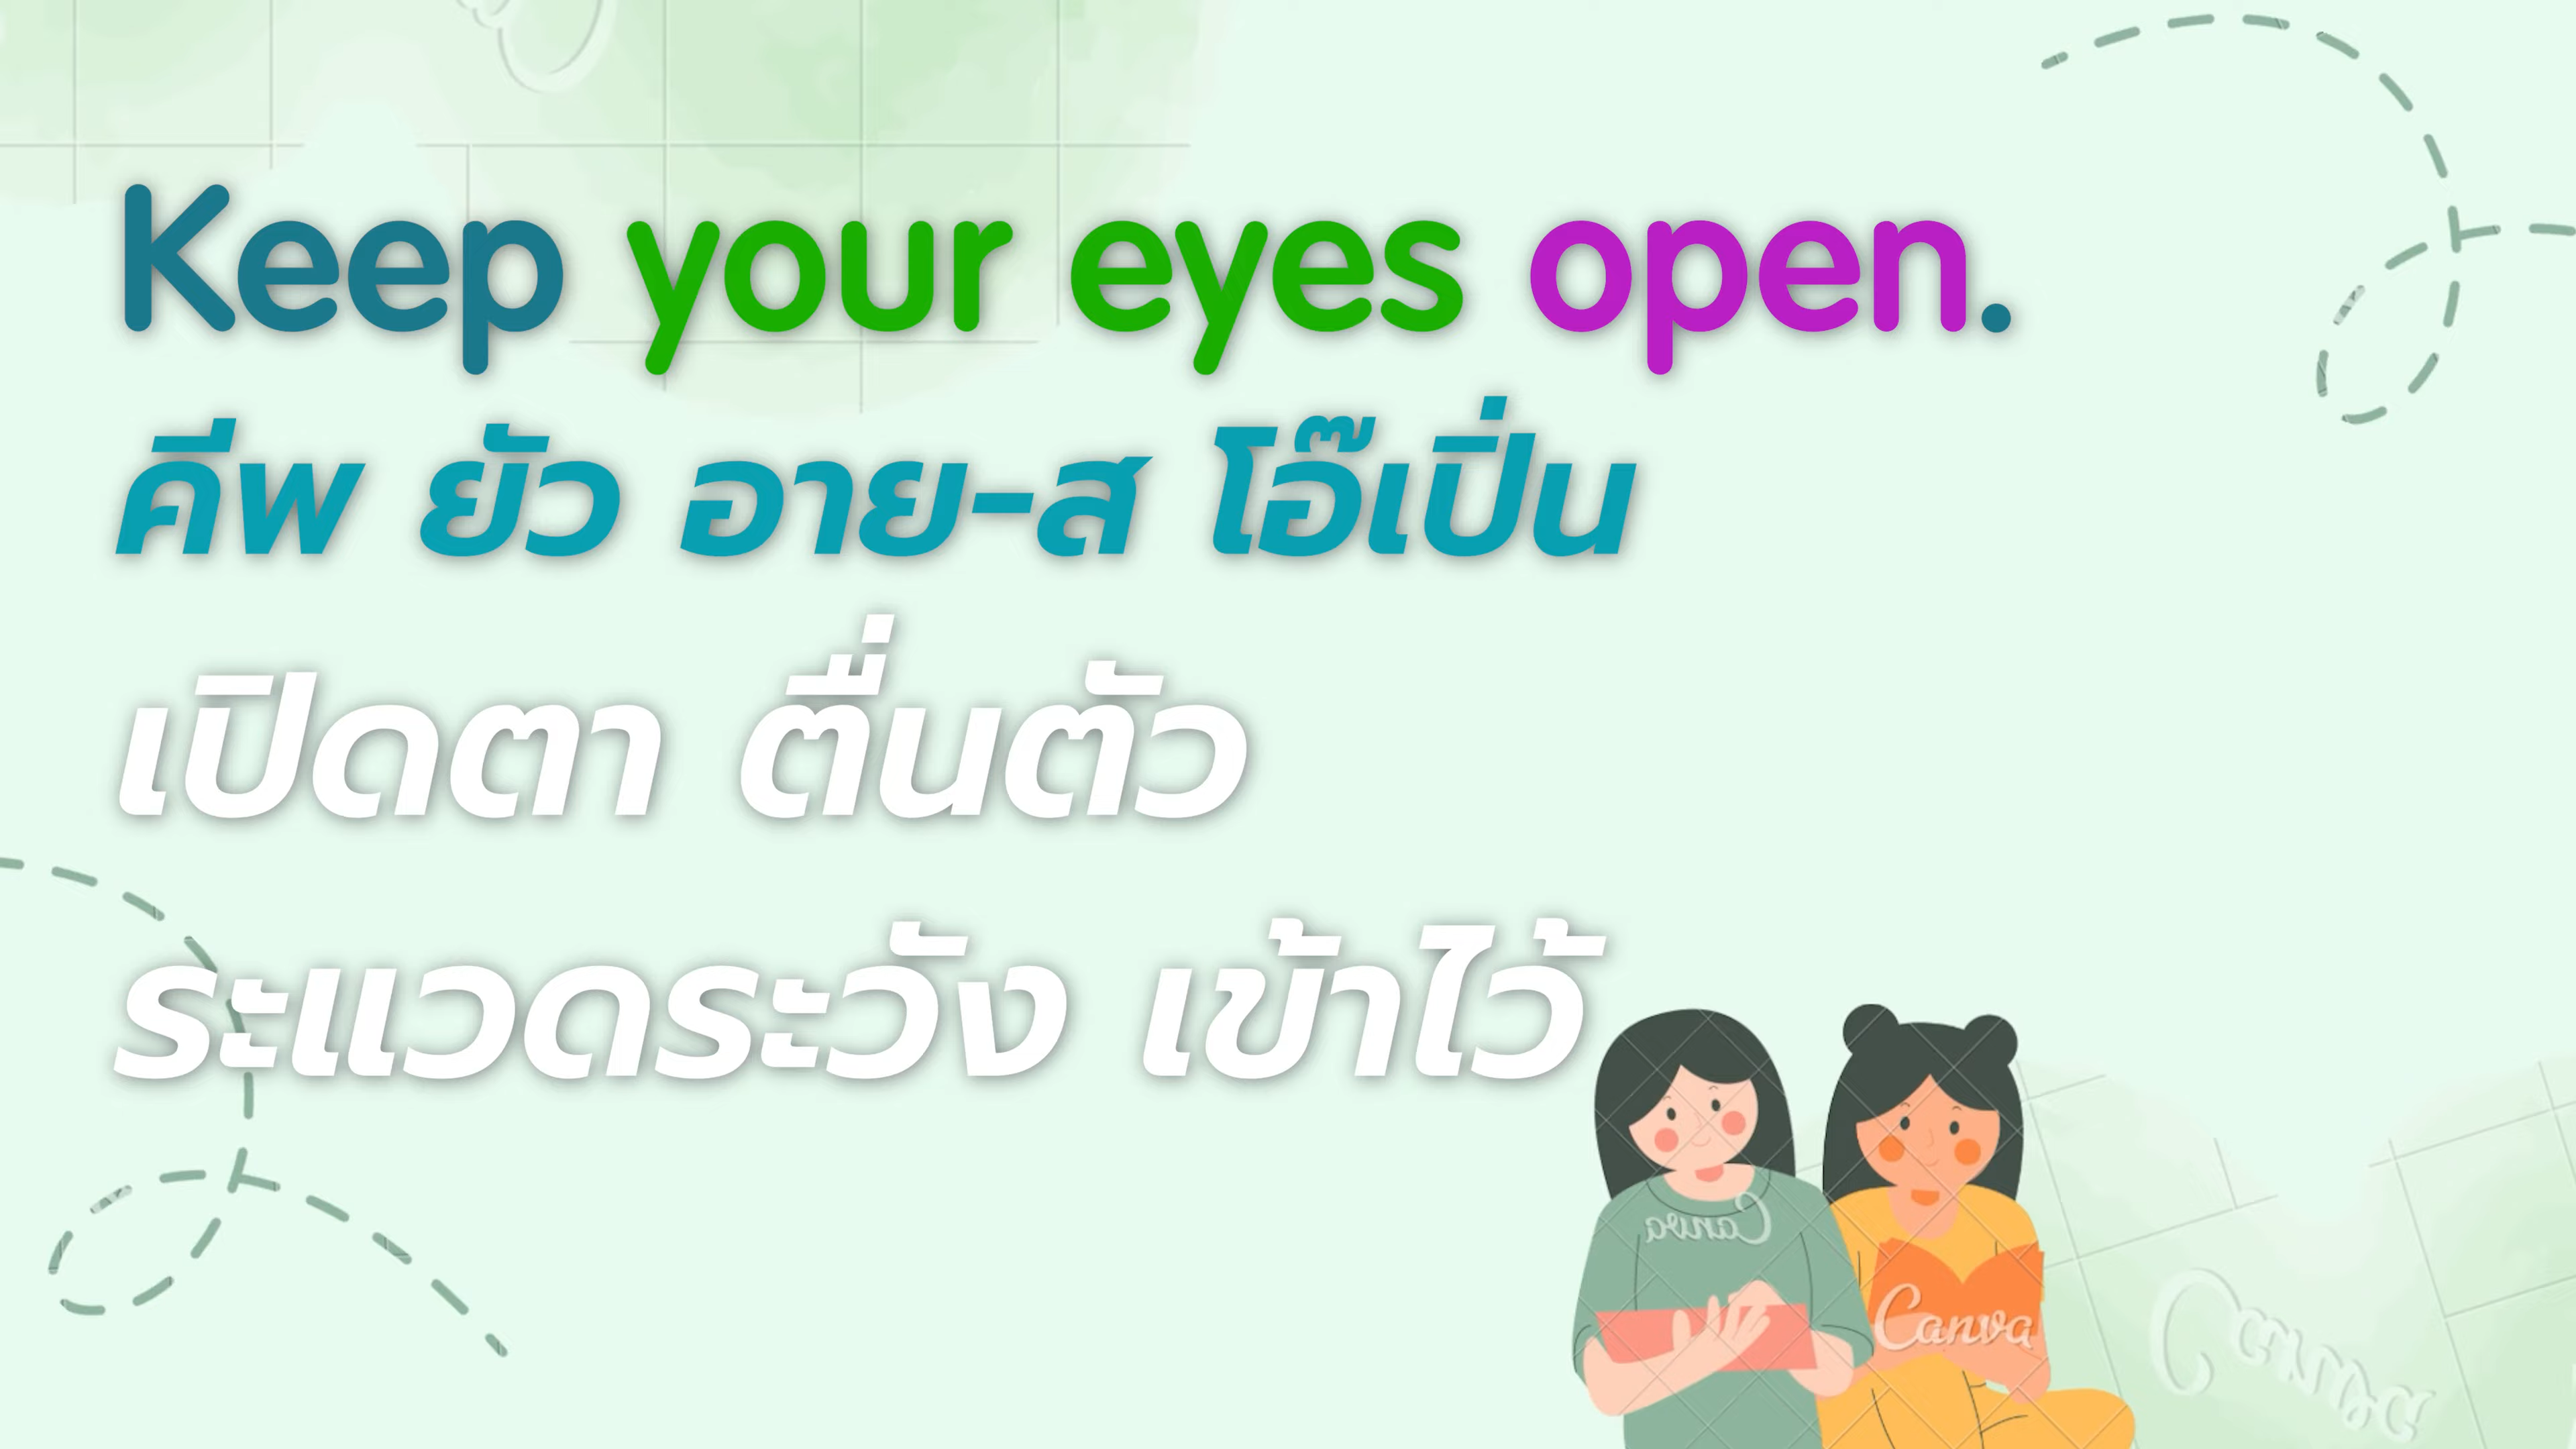 Keep your eyes open.
คีพ ยัว อาย-ส โอ๊เปิ่น
เปิดตา ตื่นตัว
ระแวดระวัง เข้าไว้
Canva
Canva
Canva